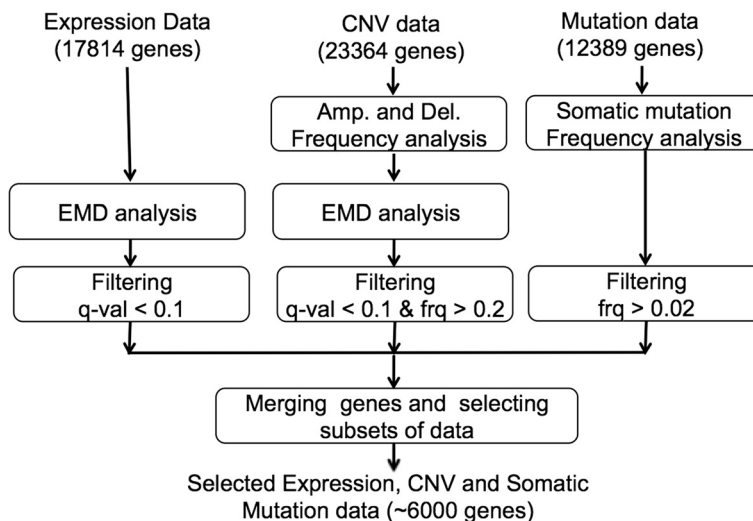 Expression Data
(17814 genes)
CNV data
(23364 genes)
Mutation data
(12389 genes)
Amp. and Del.
Frequency analysis
Somatic mutation
Frequency analysis
EMD analysis
EMD analysis
Filtering
q-val < 0.1
Filtering
q-val < 0.1 & frq > 0.2
Filtering
frq > 0.02
Merging genes and selecting
subsets of data
Selected Expression, CNV and Somatic
Mutation data (~6000 genes)